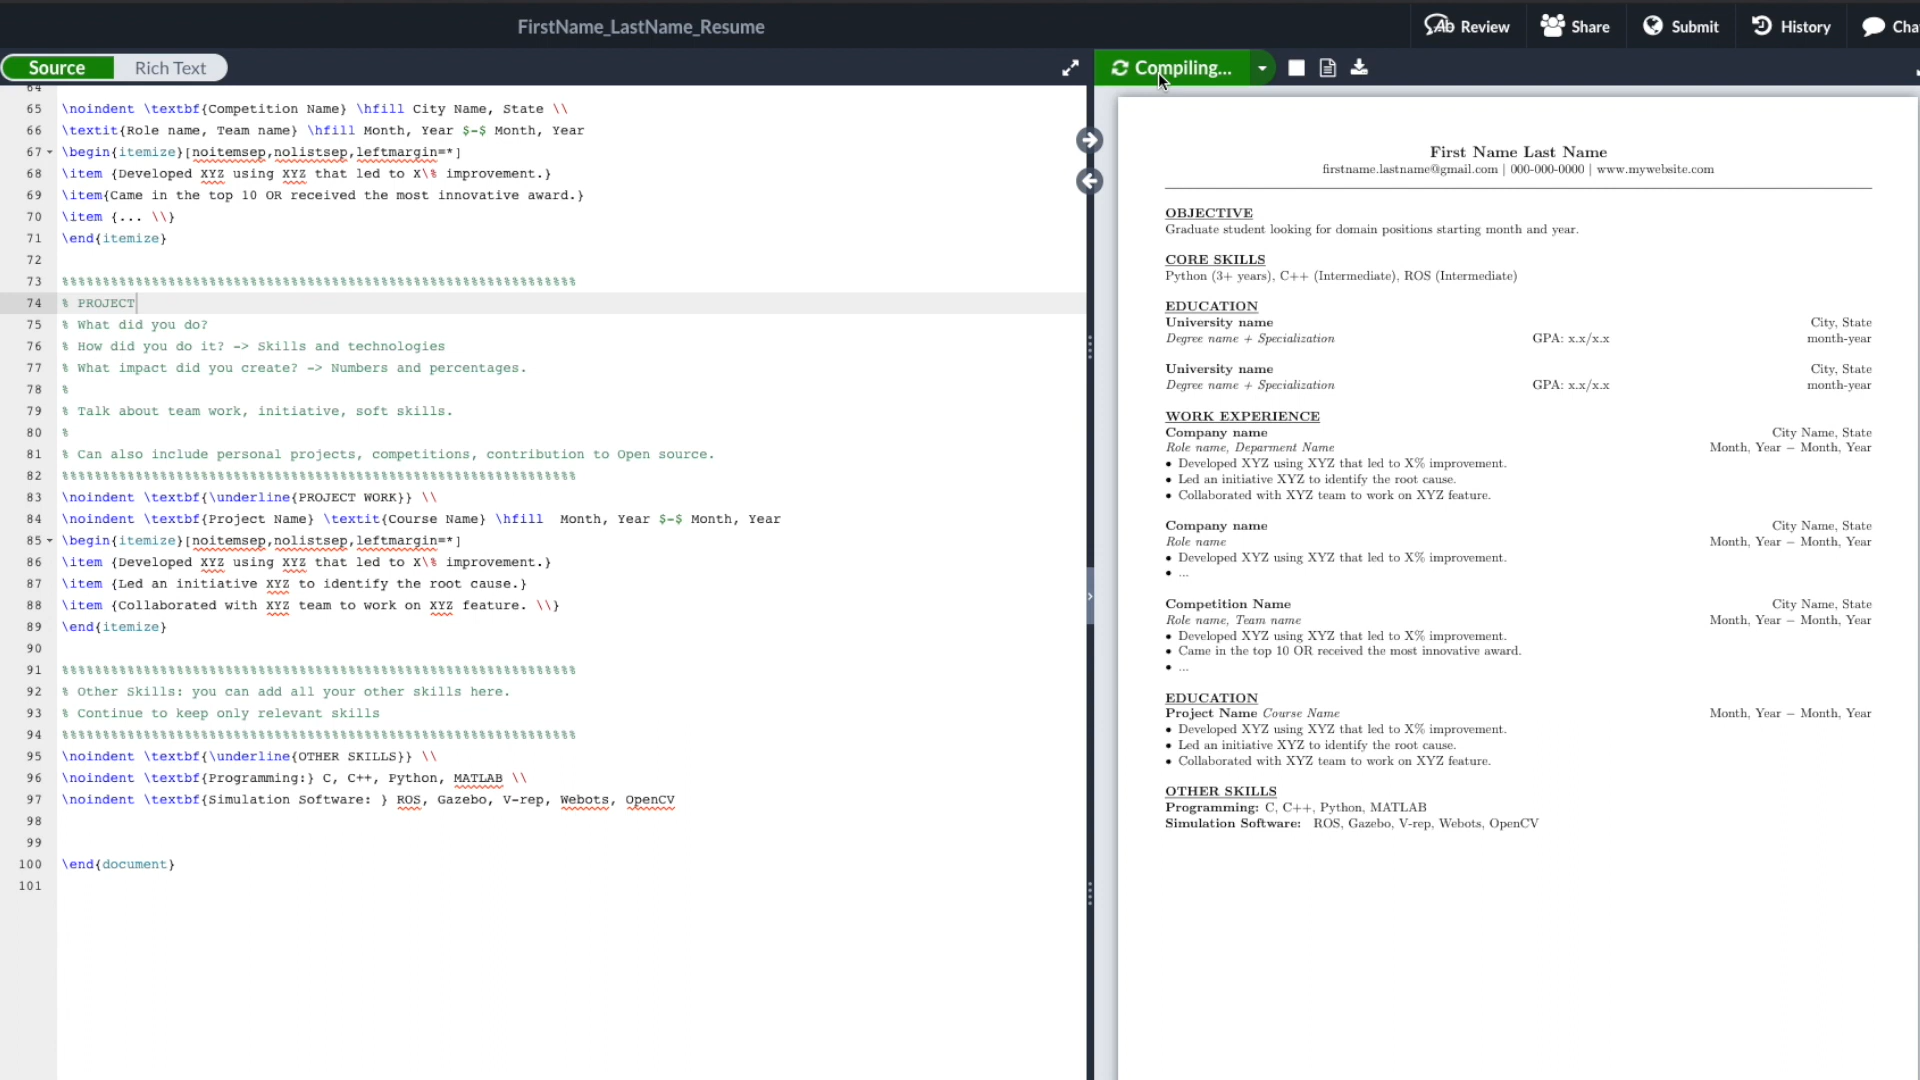 FirstName_LastName_Resume
Review
Share
Submit
History
Cha
Source
Rich Text
Compiling...
64
65 \noindent \textbf{Competition Name} \hfill City Name, State \\
66 \textit{Role name, Team name} \hfill Month, Year $-$ Month, Year
67 \begin{itemize}[noitemsep,nolistsep,leftmargin=*]
68 \item {Developed XYZ using XYZ that led to X\% improvement.}
69 \item{Came in the top 10 OR received the most innovative award.}
70 \item {... \\}
71 \end{itemize}
72
73 %%%%%%%%%%%%%%%%%%%%%%%%%%%%%%%%%%%%%%%%%%%%%%%%%%%%%%%%%%%%%%%
74 % PROJECT
75 % What did you do?
76 % How did you do it? -> Skills and technologies
77 % What impact did you create? -> Numbers and percentages.
78 %
79 % Talk about team work, initiative, soft skills.
80 %
81 % Can also include personal projects, competitions, contribution to Open source.
82 %%%%%%%%%%%%%%%%%%%%%%%%%%%%%%%%%%%%%%%%%%%%%%%%%%%%%%%%%%%%%%%
83 \noindent \textbf{\underline{PROJECT WORK}} \\
84 \noindent \textbf{Project Name} \textit{Course Name} \hfill  Month, Year $-$ Month, Year
85 \begin{itemize}[noitemsep,nolistsep,leftmargin=*]
86 \item {Developed XYZ using XYZ that led to X\% improvement.}
87 \item {Led an initiative XYZ to identify the root cause.}
88 \item {Collaborated with XYZ team to work on XYZ feature. \\}
89 \end{itemize}
90
91 %%%%%%%%%%%%%%%%%%%%%%%%%%%%%%%%%%%%%%%%%%%%%%%%%%%%%%%%%%%%%%%
92 % Other Skills: you can add all your other skills here.
93 % Continue to keep only relevant skills
94 %%%%%%%%%%%%%%%%%%%%%%%%%%%%%%%%%%%%%%%%%%%%%%%%%%%%%%%%%%%%%%%
95 \noindent \textbf{\underline{OTHER SKILLS}} \\
96 \noindent \textbf{Programming:} C, C++, Python, MATLAB \\
97 \noindent \textbf{Simulation Software: } ROS, Gazebo, V-rep, Webots, OpenCV
98
99
100 \end{document}
101
First Name Last Name
firstname.lastname@gmail.com | 000-000-0000 | www.mywebsite.com
OBJECTIVE
Graduate student looking for domain positions starting month and year.
CORE SKILLS
Python (3+ years), C++ (Intermediate), ROS (Intermediate)
EDUCATION
University name City, State
Degree name + Specialization GPA: x.x/x.x month-year
University name City, State
Degree name + Specialization GPA: x.x/x.x month-year
WORK EXPERIENCE
Company name City Name, State
Role name, Deparment Name Month, Year − Month, Year
• Developed XYZ using XYZ that led to X% improvement.
• Led an initiative XYZ to identify the root cause.
• Collaborated with XYZ team to work on XYZ feature.
Company name City Name, State
Role name Month, Year − Month, Year
• Developed XYZ using XYZ that led to X% improvement.
• ...
Competition Name City Name, State
Role name, Team name Month, Year − Month, Year
• Developed XYZ using XYZ that led to X% improvement.
• Came in the top 10 OR received the most innovative award.
• ...
EDUCATION
Project Name Course Name Month, Year − Month, Year
• Developed XYZ using XYZ that led to X% improvement.
• Led an initiative XYZ to identify the root cause.
• Collaborated with XYZ team to work on XYZ feature.
OTHER SKILLS
Programming: C, C++, Python, MATLAB
Simulation Software: ROS, Gazebo, V-rep, Webots, OpenCV